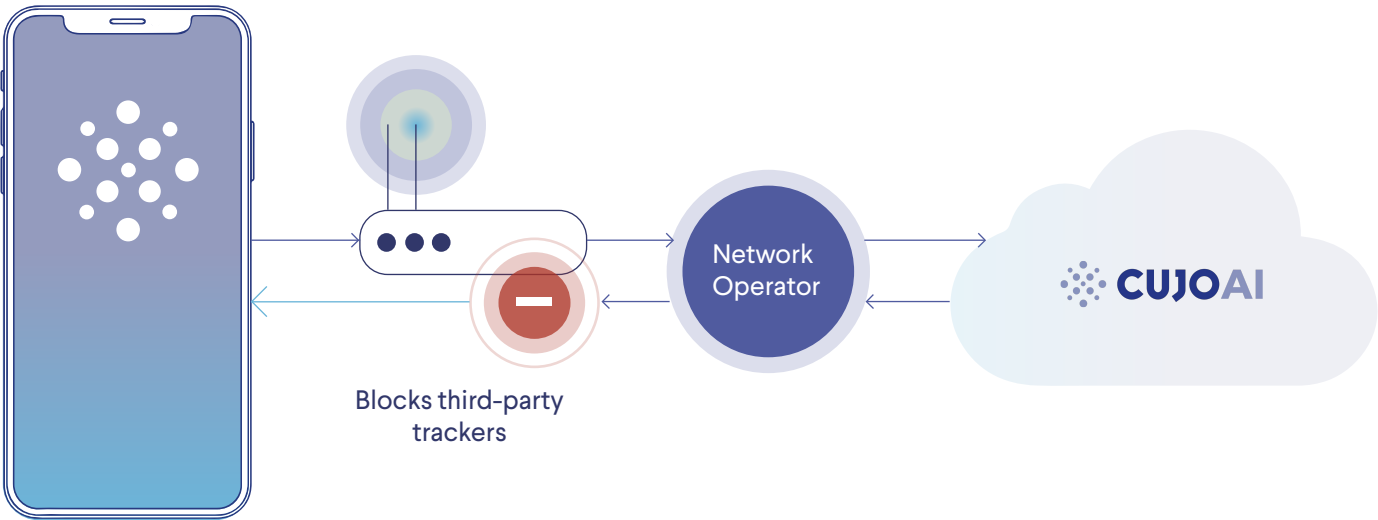 Network
Operator
CUJOAI
Blocks third-party
trackers